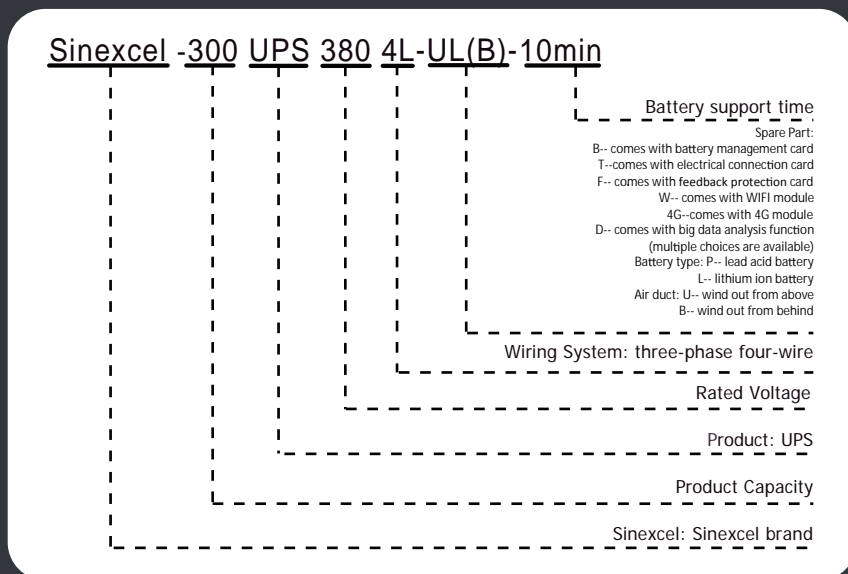 Sinexcel -300 UPS 380 4L-UL(B)-10min
Battery support time
Spare Part:
B-- comes with battery management card
T--comes with electrical connection card
F-- comes with feedback protection card
W-- comes with WIFI module
4G--comes with 4G module
D-- comes with big data analysis function
(multiple choices are available)
Battery type: P-- lead acid battery
L-- lithium ion battery
Air duct: U-- wind out from above
B-- wind out from behind
Wiring System: three-phase four-wire
Rated Voltage
Product: UPS
Product Capacity
Sinexcel: Sinexcel brand